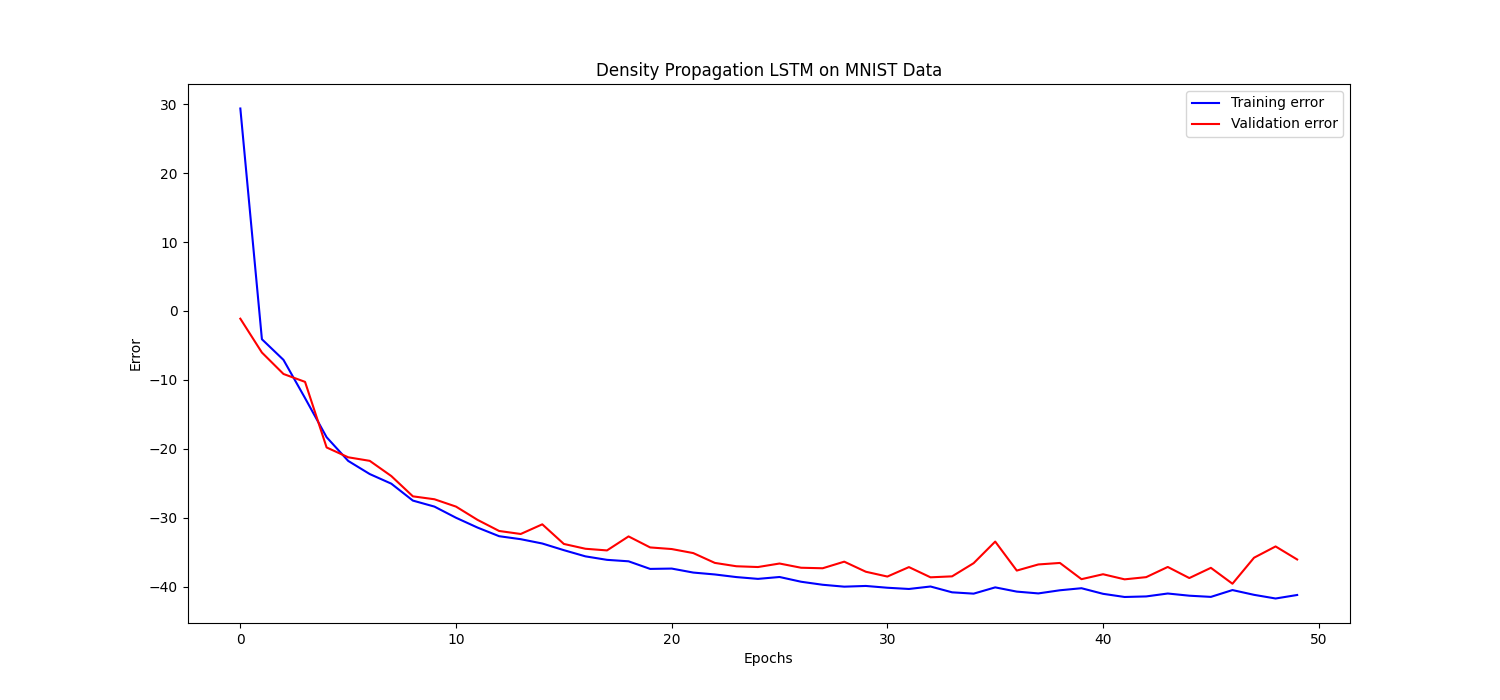 Density Propagation LSTM on MNIST Data
Training error
Validation error
30
20
10
0
−10
−20
−30
−40
Error
0 10 20 30 40 50
Epochs